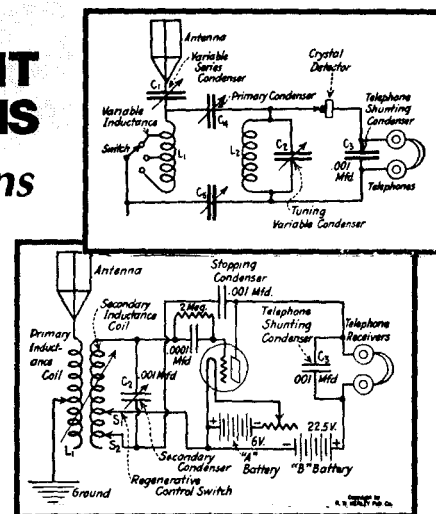 IT
NS
ns
Antenna
C₁
Variable
Series
Condenser
Crystal
Detector
Variable
Inductance
Primary Condenser
C₄
Telephone
Shunting
Condenser
Switch
L₁
L₂
C₂
C₃
.001
Mfd.
C₅
Tuning
Variable Condenser
Telephones
Antenna
Stopping
Condenser
.001 Mfd.
Secondary
Inductance
Coil
2 Meg.
Telephone
Shunting
Condenser
Telephone
Receivers
Primary
Induct-
ance
Coil
.0001
Mfd
C₂
.001
Mfd
C₃
.001 Mfd
L₁
S₁
S₂
+
-
6V.
"A"
Battery
-
22.5V.
+
"B" Battery
Secondary
Condenser
Regenerative
Control Switch
Ground
Copyright by